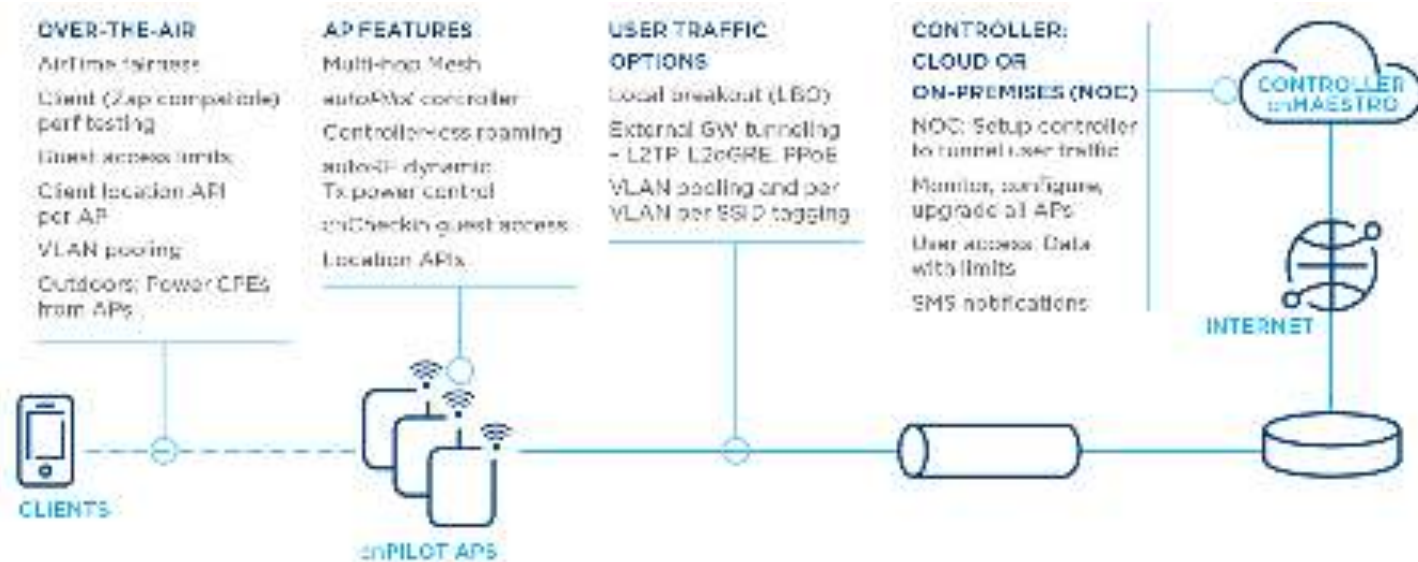 OVER-THE-AIR
AirTime fairness
Client (Zap compatible)
perf testing
Guest access limits
Client location API
per AP
VLAN pooling
Outdoors: Power CPEs
from APs
AP FEATURES
Multi-hop Mesh
autoPilot controller
Controller-less roaming
autoRF dynamic
Tx power control
cnCheckin guest access
Location APIs
USER TRAFFIC
OPTIONS
Local breakout (LBO)
External GW tunneling
– L2TP, L2oGRE, PPoE
VLAN pooling and per
VLAN per SSID tagging
CONTROLLER:
CLOUD OR
ON-PREMISES (NOC)
NOC: Setup controller
to tunnel user traffic
Monitor, configure,
upgrade all APs
User access: Data
with limits
SMS notifications
CONTROLLER
cnMAESTRO
INTERNET
CLIENTS
cnPILOT APS